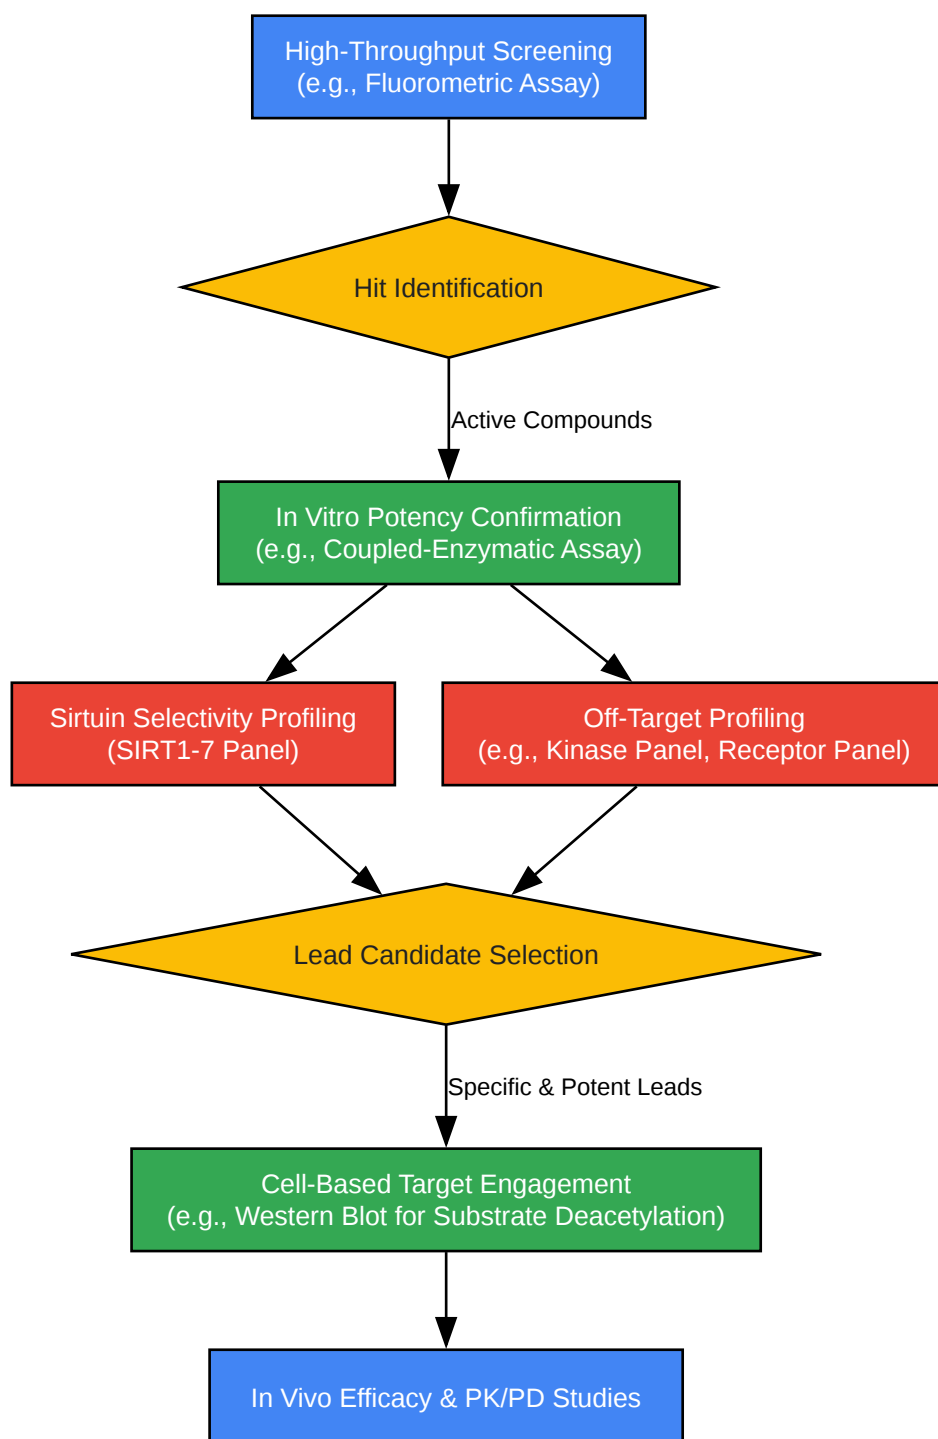 High-Throughput Screening
(e.g., Fluorometric Assay)
Hit Identification
Active Compounds
In Vitro Potency Confirmation
(e.g., Coupled-Enzymatic Assay)
Sirtuin Selectivity Profiling
(SIRT1-7 Panel)
Off-Target Profiling
(e.g., Kinase Panel, Receptor Panel)
Lead Candidate Selection
Specific & Potent Leads
Cell-Based Target Engagement
(e.g., Western Blot for Substrate Deacetylation)
In Vivo Efficacy & PK/PD Studies